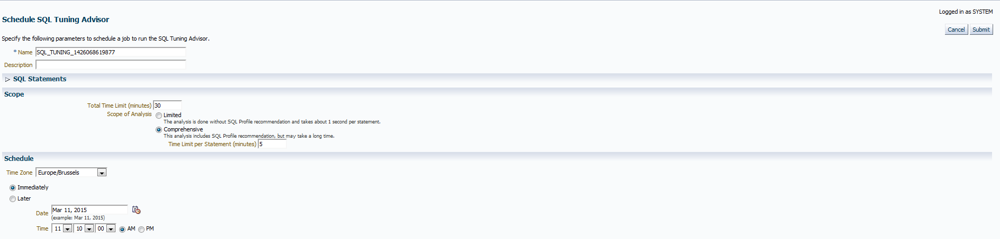 Logged in as SYSTEM
Schedule SQL Tuning Advisor
Cancel Submit
Specify the following parameters to schedule a job to run the SQL Tuning Advisor.
* Name SQL_TUNING_1426068619877
Description
SQL Statements
Scope
Total Time Limit (minutes) 30
Scope of Analysis Limited
The analysis is done without SQL Profile recommendation and takes about 1 second per statement.
Comprehensive
This analysis includes SQL Profile recommendation, but may take a long time.
Time Limit per Statement (minutes) 5
Schedule
Time Zone Europe/Brussels
Immediately
Later
Date Mar 11, 2015
(example: Mar 11, 2015)
Time 11 10 00 AM PM